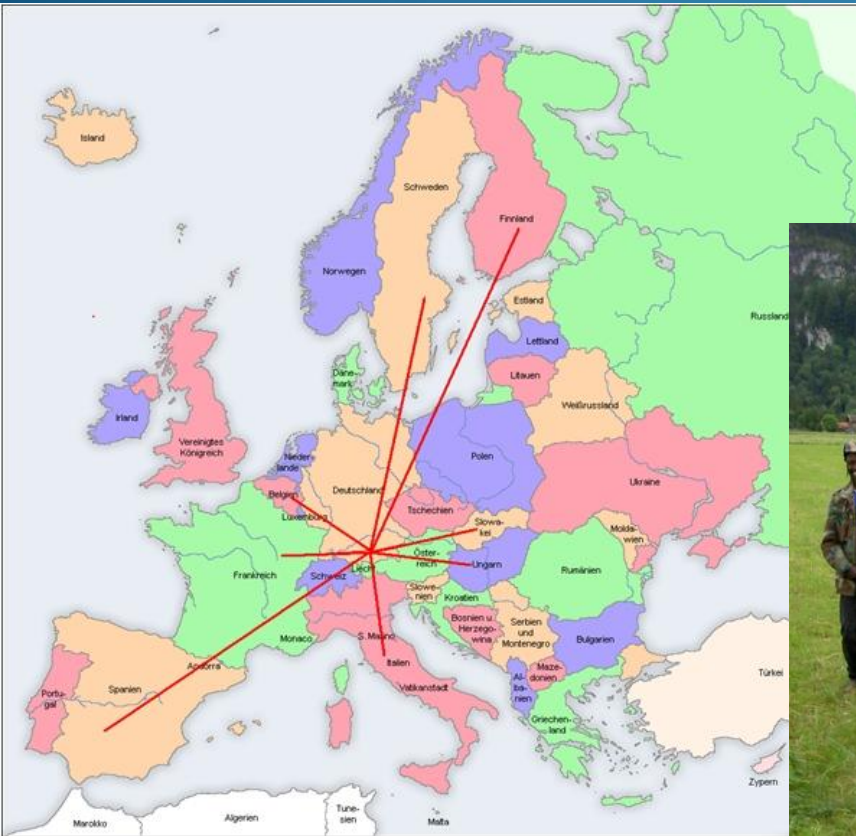 Island
Schweden
Finnland
Norwegen
Russland
Estland
Lettland
Däne-
mark
Litauen
Irland
Vereinigtes
Königreich
Weißrussland
Nieder-
lande
Polen
Belgien
Deutschland
Ukraine
Luxemburg
Tschechien
Slowa-
kei
Molda-
wien
Frankreich
Schweiz
Liecht
Öster-
reich
Ungarn
Rumänien
Slowe-
nien
Kroatien
Bosnien u.
Herzego-
wina
Serbien
und
Montenegro
Bulgarien
Monaco
S. Marino
Italien
Andorra
Spanien
Portu-
gal
Vatikanstadt
Al-
ba-
nien
Maze-
donien
Türkei
Griechen-
land
Zypern
Marokko
Algerien
Tune-
sien
Malta